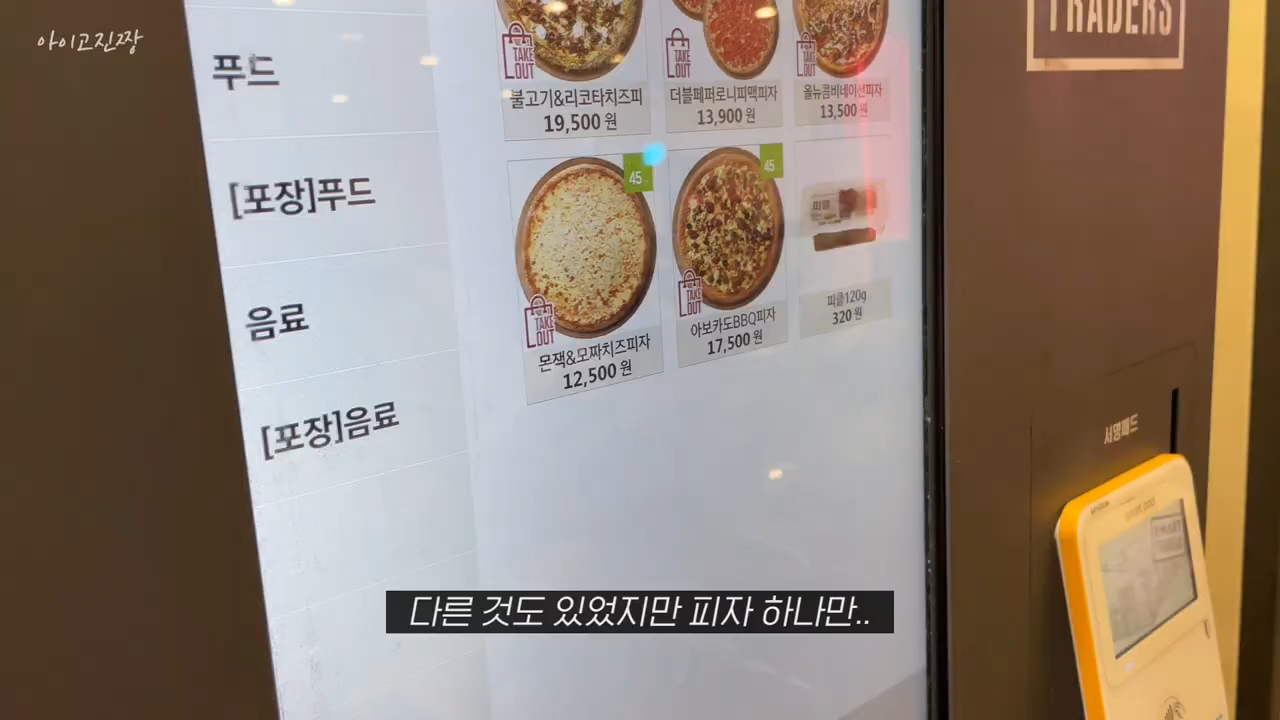 아이고진짱
TRADERS
푸드
[포장]푸드
음료
[포장]음료
TAKE
OUT
불고기&리코타치즈피
19,500 원
TAKE
OUT
더블페퍼로니피맥피자
13,900 원
TAKE
OUT
올뉴콤비네이션피자
13,500 원
45
TAKE
OUT
몬잭&모짜치즈피자
12,500 원
45
TAKE
OUT
아보카도BBQ피자
17,500 원
피클
피클120g
320 원
서명패드
다른 것도 있었지만 피자 하나만..